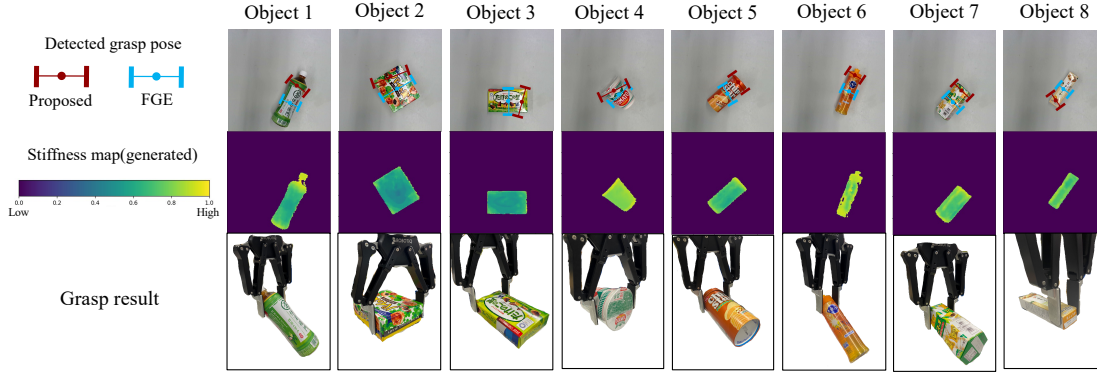 Object 1 Object 2 Object 3 Object 4 Object 5 Object 6 Object 7 Object 8
Detected grasp pose
Proposed FGE
Stiffness map(generated)
0.0 0.2 0.4 0.6 0.8 1.0
Low High
Grasp result